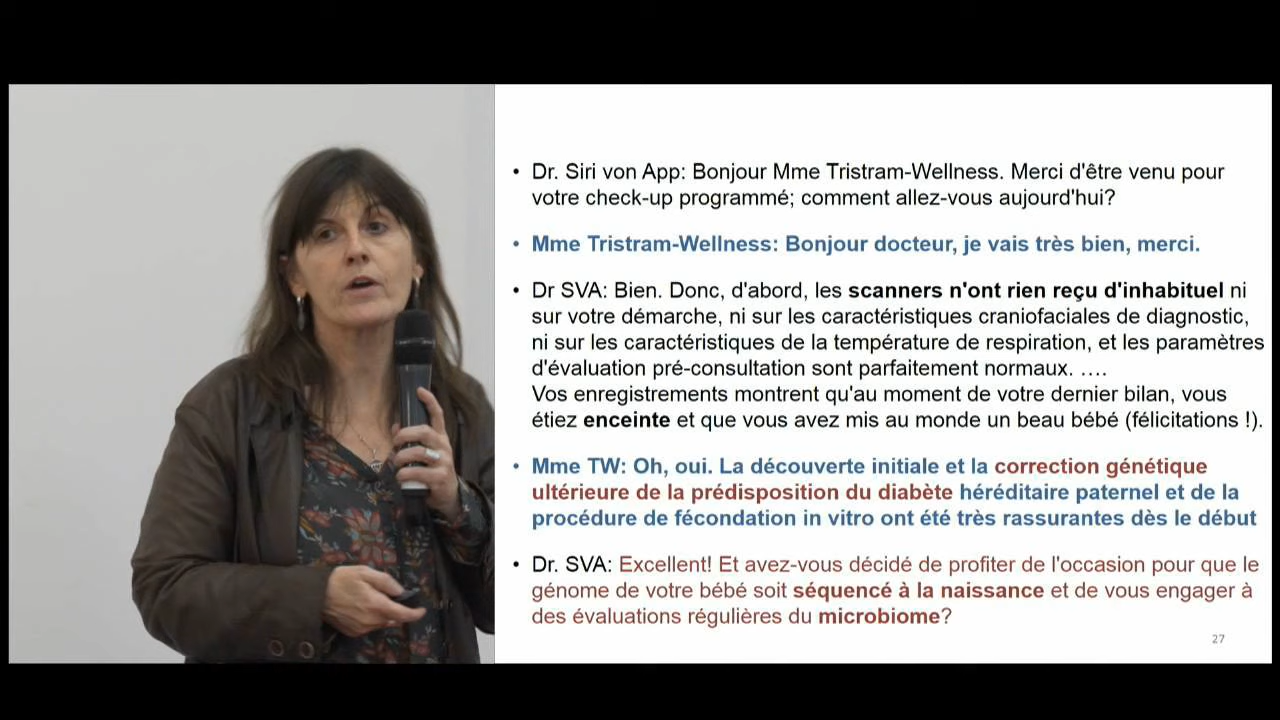 • Dr. Siri von App: Bonjour Mme Tristram-Wellness. Merci d'être venu pour
votre check-up programmé; comment allez-vous aujourd'hui?
• Mme Tristram-Wellness: Bonjour docteur, je vais très bien, merci.
• Dr SVA: Bien. Donc, d'abord, les scanners n'ont rien reçu d'inhabituel ni
sur votre démarche, ni sur les caractéristiques craniofaciales de diagnostic,
ni sur les caractéristiques de la température de respiration, et les paramètres
d'évaluation pré-consultation sont parfaitement normaux. ….
Vos enregistrements montrent qu'au moment de votre dernier bilan, vous
étiez enceinte et que vous avez mis au monde un beau bébé (félicitations !).
• Mme TW: Oh, oui. La découverte initiale et la correction génétique
ultérieure de la prédisposition du diabète héréditaire paternel et de la
procédure de fécondation in vitro ont été très rassurantes dès le début
• Dr. SVA: Excellent! Et avez-vous décidé de profiter de l'occasion pour que le
génome de votre bébé soit séquencé à la naissance et de vous engager à
des évaluations régulières du microbiome?
27